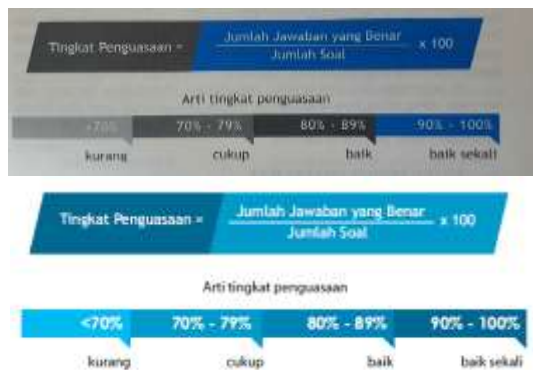 Tingkat Penguasaan = Jumlah Jawaban yang Benar x 100
Jumlah Soal
Arti tingkat penguasaan
<70% 70% - 79% 80% - 89% 90% - 100%
kurang cukup baik baik sekali
Tingkat Penguasaan = Jumlah Jawaban yang Benar x 100
Jumlah Soal
Arti tingkat penguasaan
<70% 70% - 79% 80% - 89% 90% - 100%
kurang cukup baik baik sekali